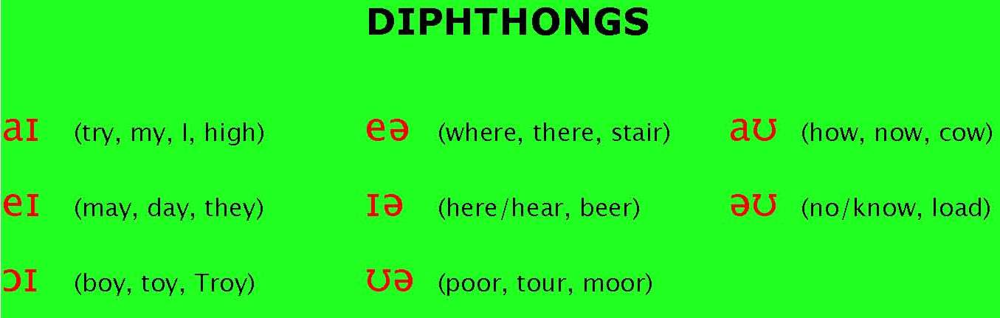 DIPHTHONGS
aɪ (try, my, I, high) eə (where, there, stair) aʊ (how, now, cow)
eɪ (may, day, they) ɪə (here/hear, beer) əʊ (no/know, load)
ɔɪ (boy, toy, Troy) ʊə (poor, tour, moor)